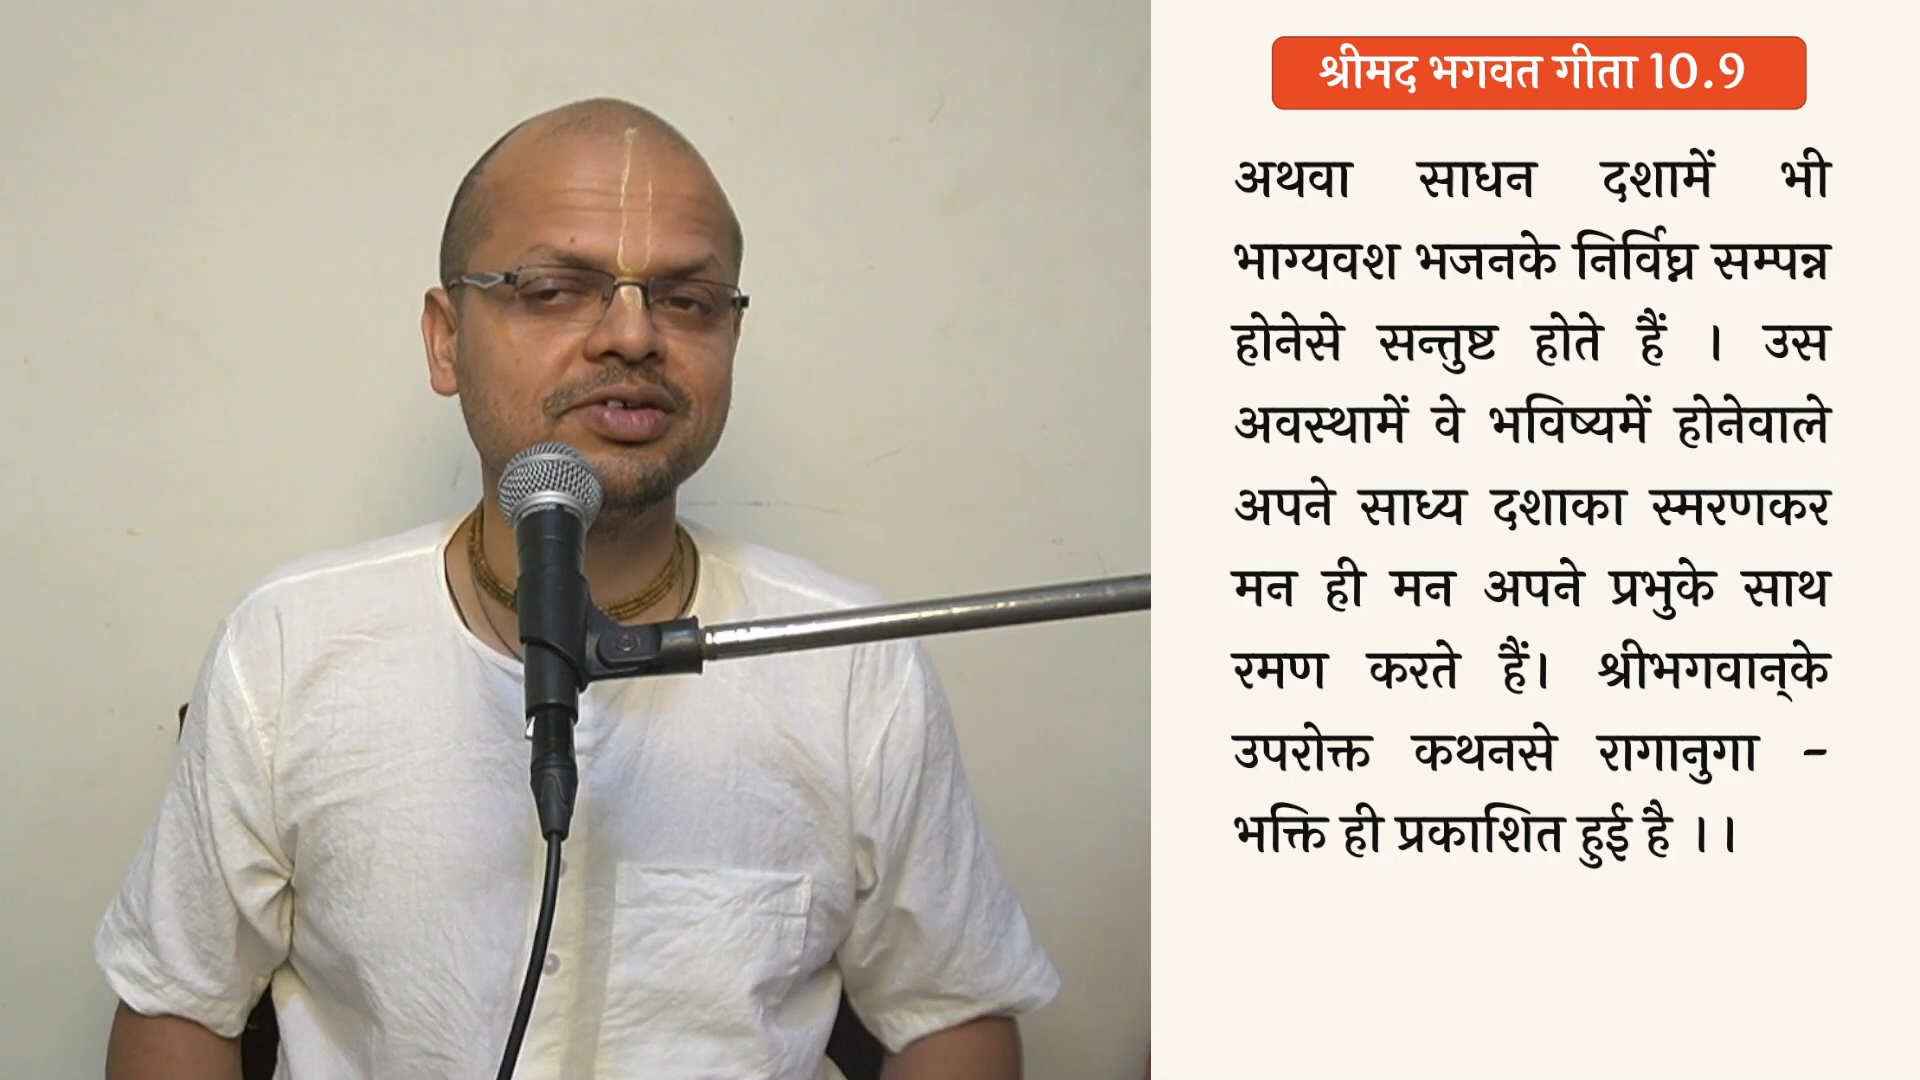 श्रीमद भगवत गीता 10.9
अथवा साधन दशामें भी
भाग्यवश भजनके निर्विघ्न सम्पन्न
होनेसे सन्तुष्ट होते हैं । उस
अवस्थामें वे भविष्यमें होनेवाले
अपने साध्य दशाका स्मरणकर
मन ही मन अपने प्रभुके साथ
रमण करते हैं। श्रीभगवान्‌के
उपरोक्त कथनसे रागानुगा -
भक्ति ही प्रकाशित हुई है ।।